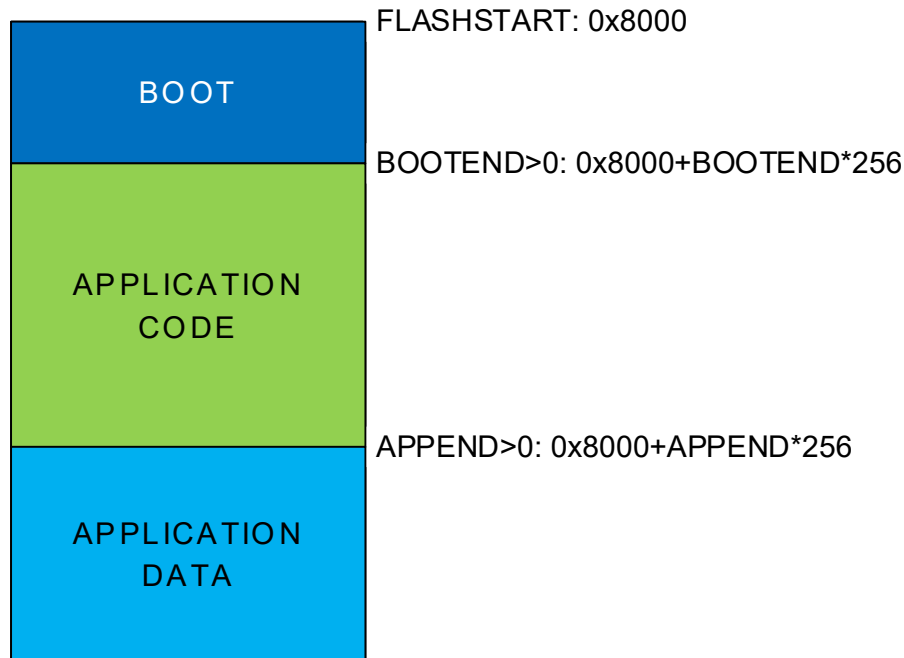 FLASHSTART: 0x8000
BOOT
BOOTEND>0: 0x8000+BOOTEND*256
APPLICATION
CODE
APPEND>0: 0x8000+APPEND*256
APPLICATION
DATA